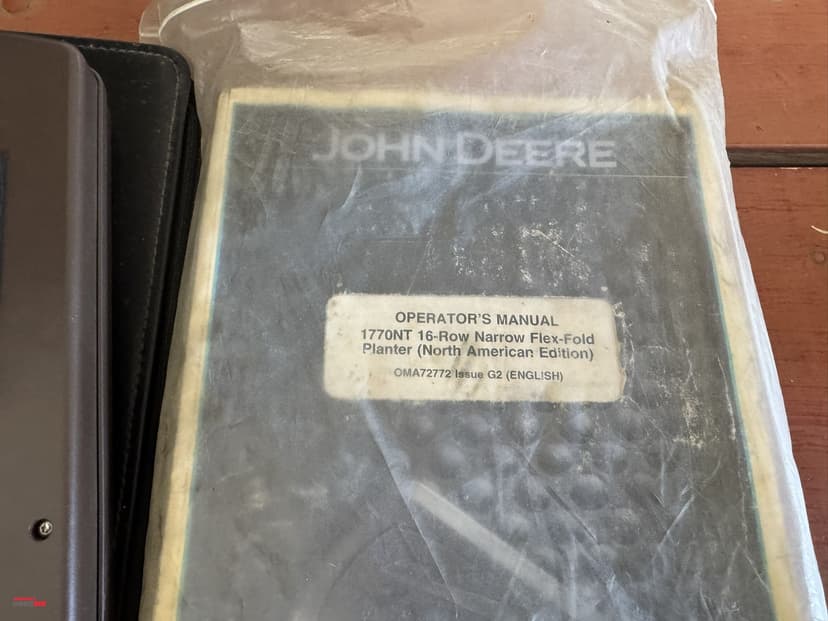 JOHN DEERE
OPERATOR'S MANUAL
1770NT 16-Row Narrow Flex-Fold
Planter (North American Edition)
OMA72772 Issue G2 (ENGLISH)